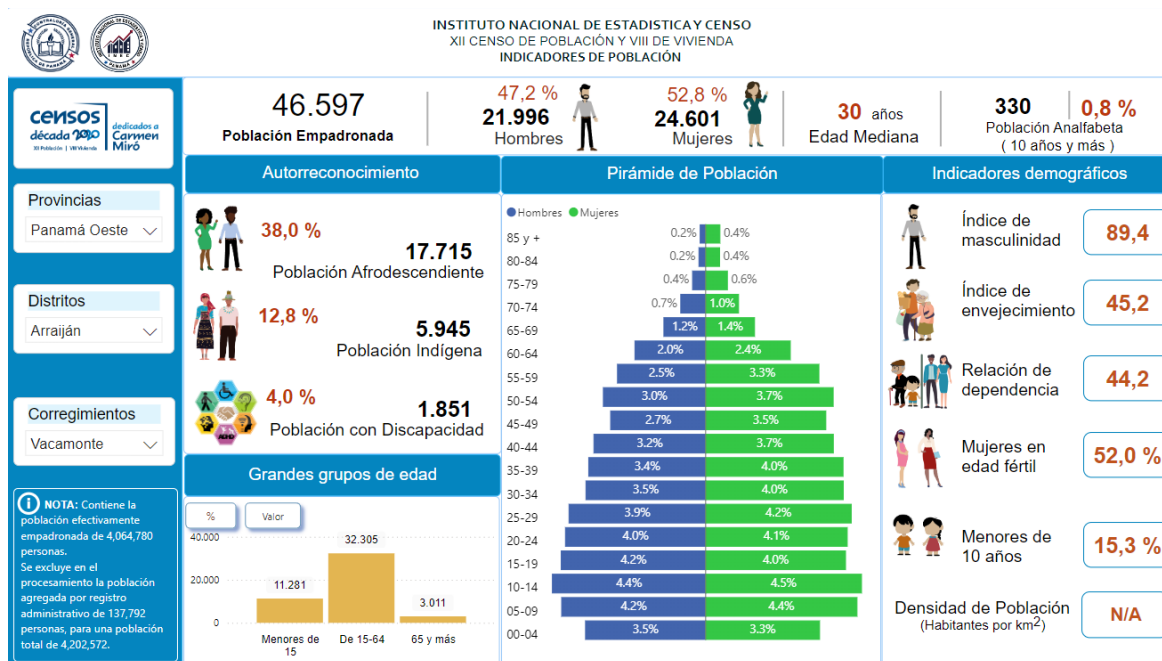 INSTITUTO NACIONAL DE ESTADISTICA Y CENSO
XII CENSO DE POBLACIÓN Y VIII DE VIVIENDA
INDICADORES DE POBLACIÓN
censos
década 2020
XI Población | VIII Vivienda
dedicados a
Carmen
Miró
Provincias
Panamá Oeste
Distritos
Arraiján
Corregimientos
Vacamonte
NOTA: Contiene la
población efectivamente
empadronada de 4,064,780
personas.
Se excluye en el
procesamiento la población
agregada por registro
administrativo de 137,792
personas, para una población
total de 4,202,572.
46.597
Población Empadronada
47,2 %
21.996
Hombres
52,8 %
24.601
Mujeres
30 años
Edad Mediana
330
0,8 %
Población Analfabeta
( 10 años y más )
Autorreconocimiento
38,0 %
17.715
Población Afrodescendiente
12,8 %
5.945
Población Indígena
4,0 %
1.851
Población con Discapacidad
Grandes grupos de edad
%
Valor
40.000
20.000
0
11.281
32.305
3.011
Menores de
15
De 15-64
65 y más
Pirámide de Población
Hombres Mujeres
85 y + 0.2% 0.4%
80-84 0.2% 0.4%
75-79 0.4% 0.6%
70-74 0.7% 1.0%
65-69 1.2% 1.4%
60-64 2.0% 2.4%
55-59 2.5% 3.3%
50-54 3.0% 3.7%
45-49 2.7% 3.5%
40-44 3.2% 3.7%
35-39 3.4% 4.0%
30-34 3.5% 4.0%
25-29 3.9% 4.2%
20-24 4.0% 4.1%
15-19 4.2% 4.0%
10-14 4.4% 4.5%
05-09 4.2% 4.4%
00-04 3.5% 3.3%
Indicadores demográficos
Índice de
masculinidad
89,4
Índice de
envejecimiento
45,2
Relación de
dependencia
44,2
Mujeres en
edad fértil
52,0 %
Menores de
10 años
15,3 %
Densidad de Población
(Habitantes por km²)
N/A